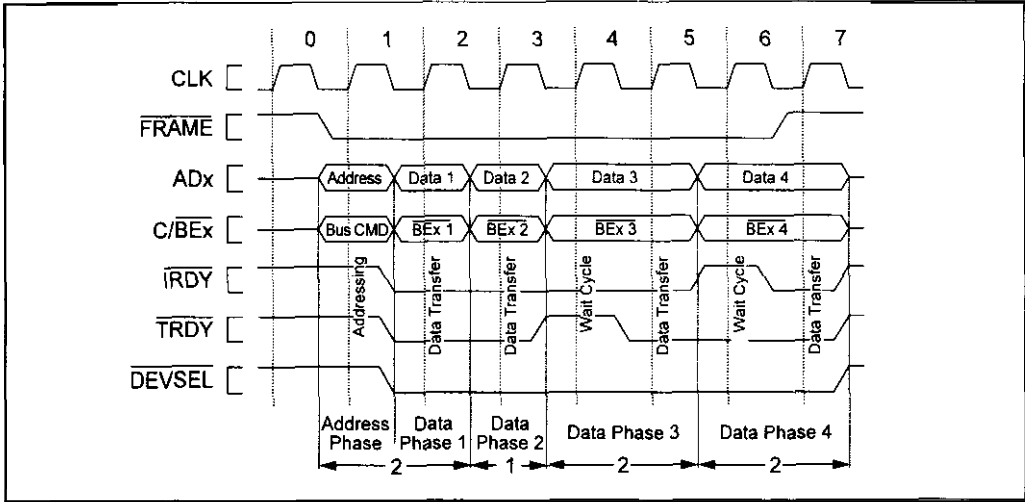 0 1 2 3 4 5 6 7
CLK
FRAME
ADx Address Data 1 Data 2 Data 3 Data 4
C/BEx Bus CMD BEx 1 BEx 2 BEx 3 BEx 4
IRDY
TRDY
DEVSEL
Addressing
Data Transfer
Data Transfer
Wait Cycle
Data Transfer
Wait Cycle
Data Transfer
Address Phase
Data Phase 1
Data Phase 2
Data Phase 3
Data Phase 4
2 1 2 2